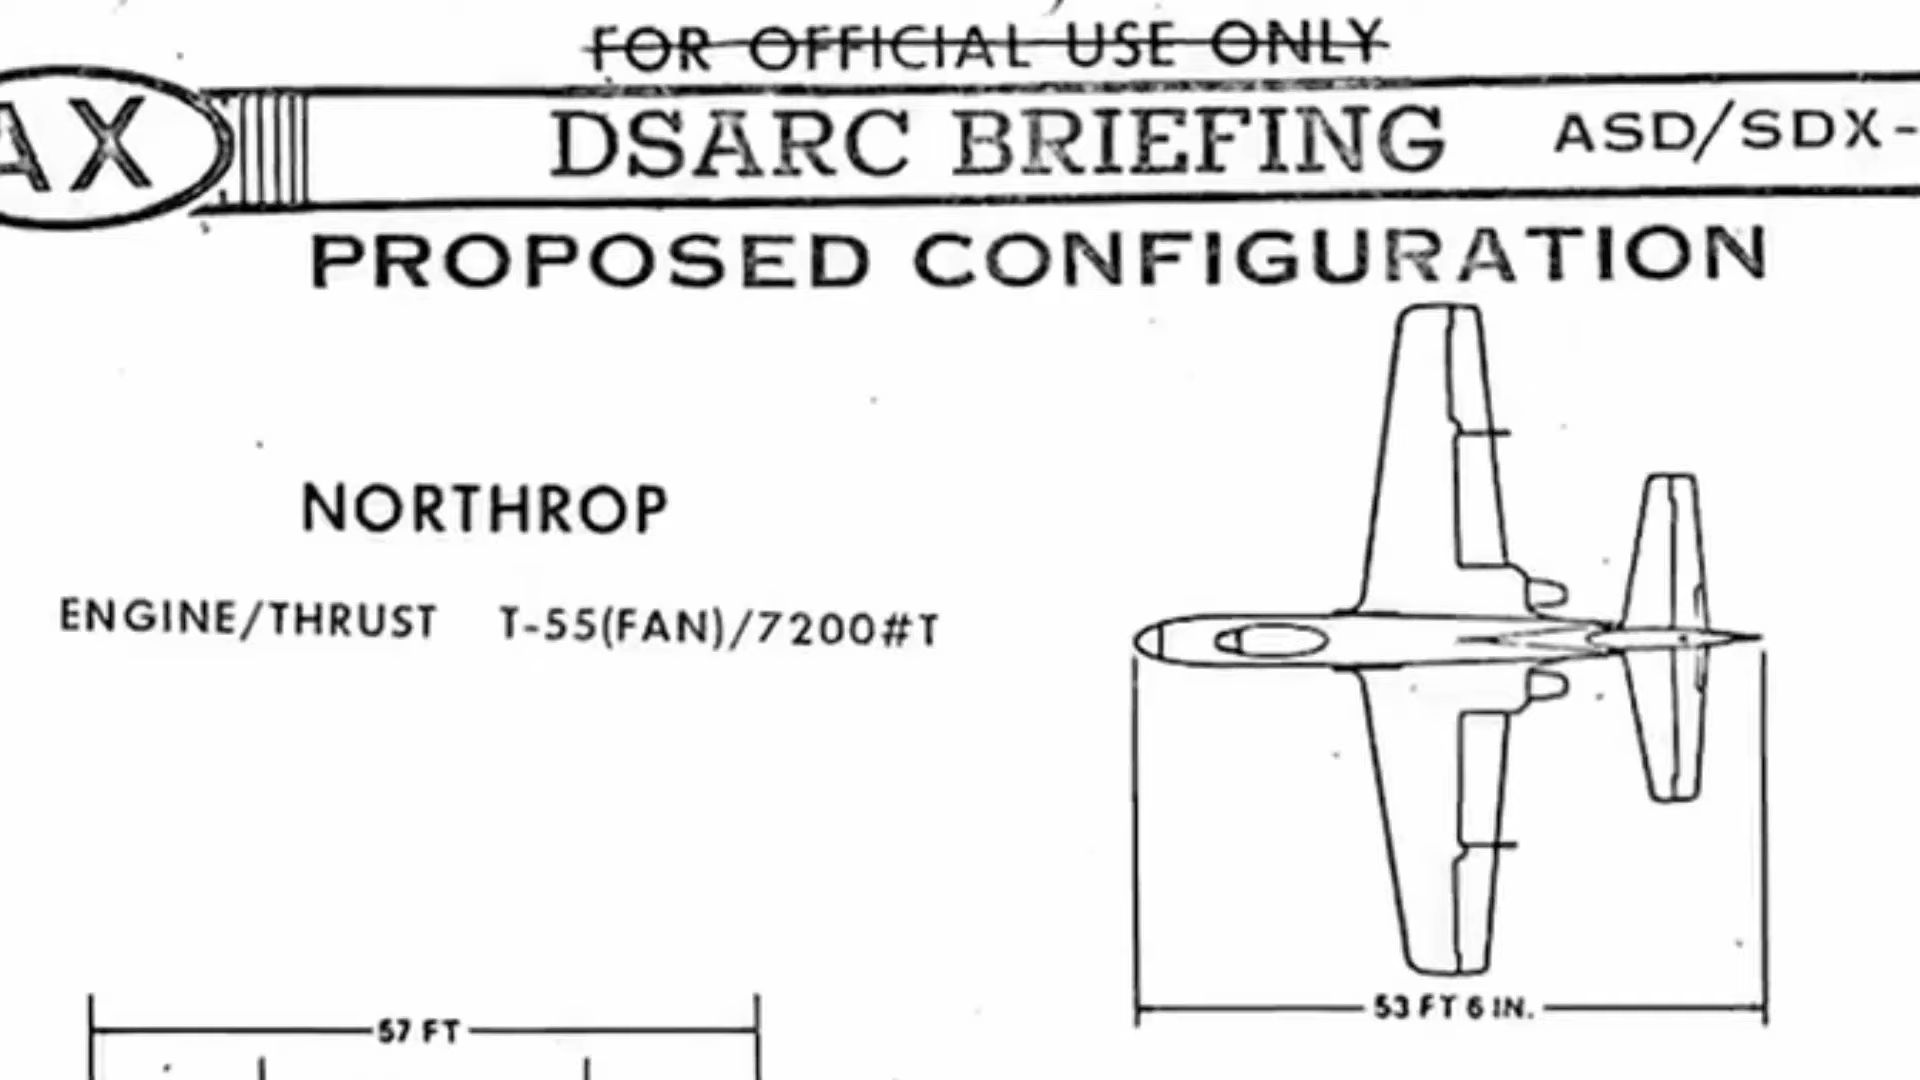 FOR OFFICIAL USE ONLY
AX
DSARC BRIEFING
ASD/SDX-
PROPOSED CONFIGURATION
NORTHROP
ENGINE/THRUST T-55(FAN)/7200#T
53 FT 6 IN.
57 FT